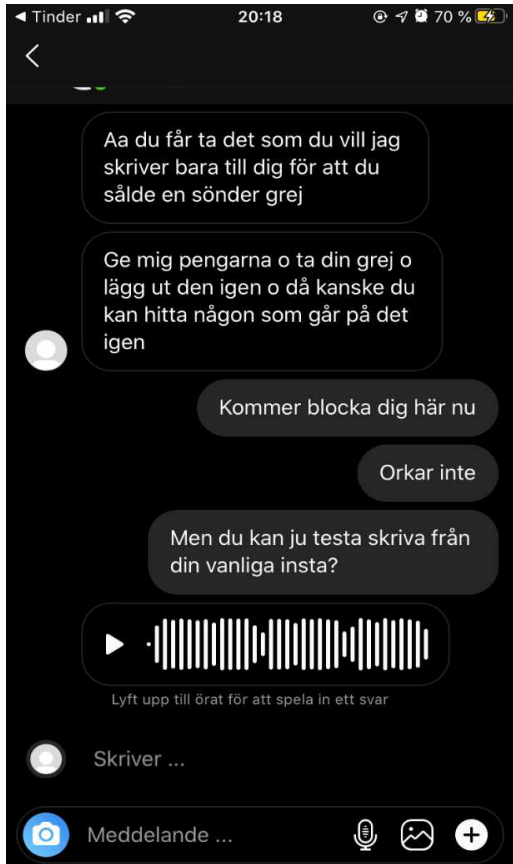 Tinder 20:18 70 %
Aa du får ta det som du vill jag
skriver bara till dig för att du
sålde en sönder grej
Ge mig pengarna o ta din grej o
lägg ut den igen o då kanske du
kan hitta någon som går på det
igen
Kommer blocka dig här nu
Orkar inte
Men du kan ju testa skriva från
din vanliga insta?
Lyft upp till örat för att spela in ett svar
Skriver ...
Meddelande ...